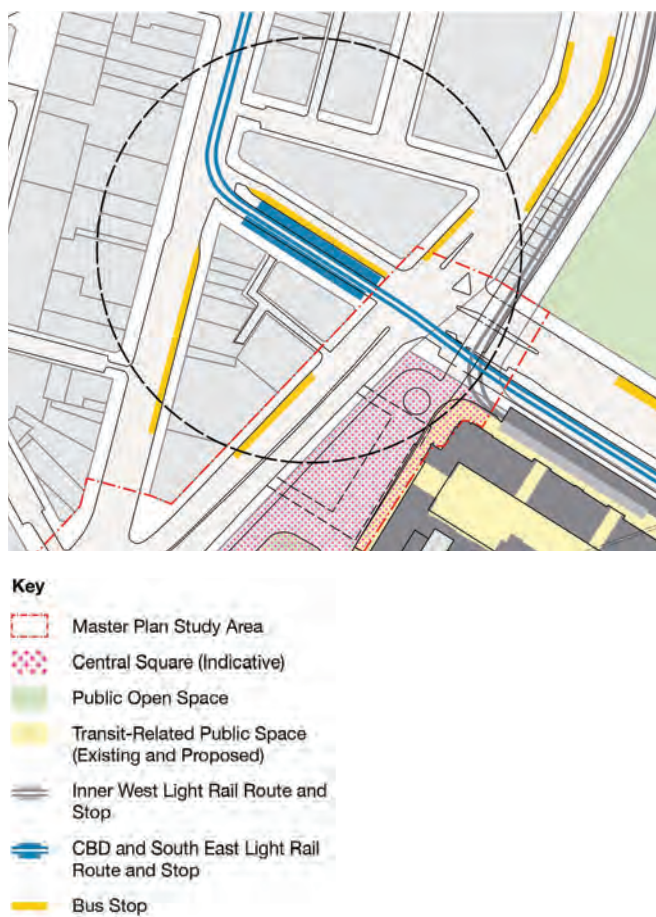 Key
Master Plan Study Area
Central Square (Indicative)
Public Open Space
Transit-Related Public Space
(Existing and Proposed)
Inner West Light Rail Route and
Stop
CBD and South East Light Rail
Route and Stop
Bus Stop